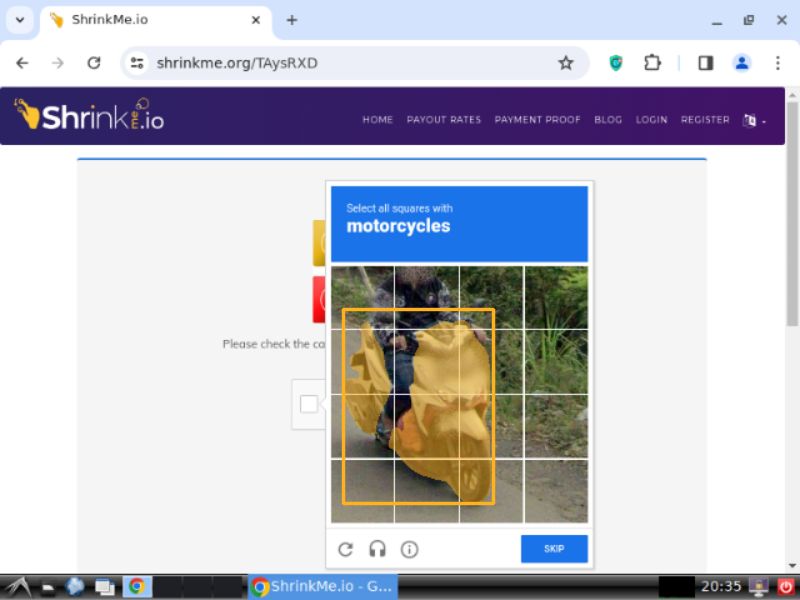 ShrinkMe.io
shrinkme.org/TAysRXD
Shrinkme.io
HOME PAYOUT RATES PAYMENT PROOF BLOG LOGIN REGISTER
Select all squares with
motorcycles
Please check the ca
SKIP
ShrinkMe.io - G...
20:35